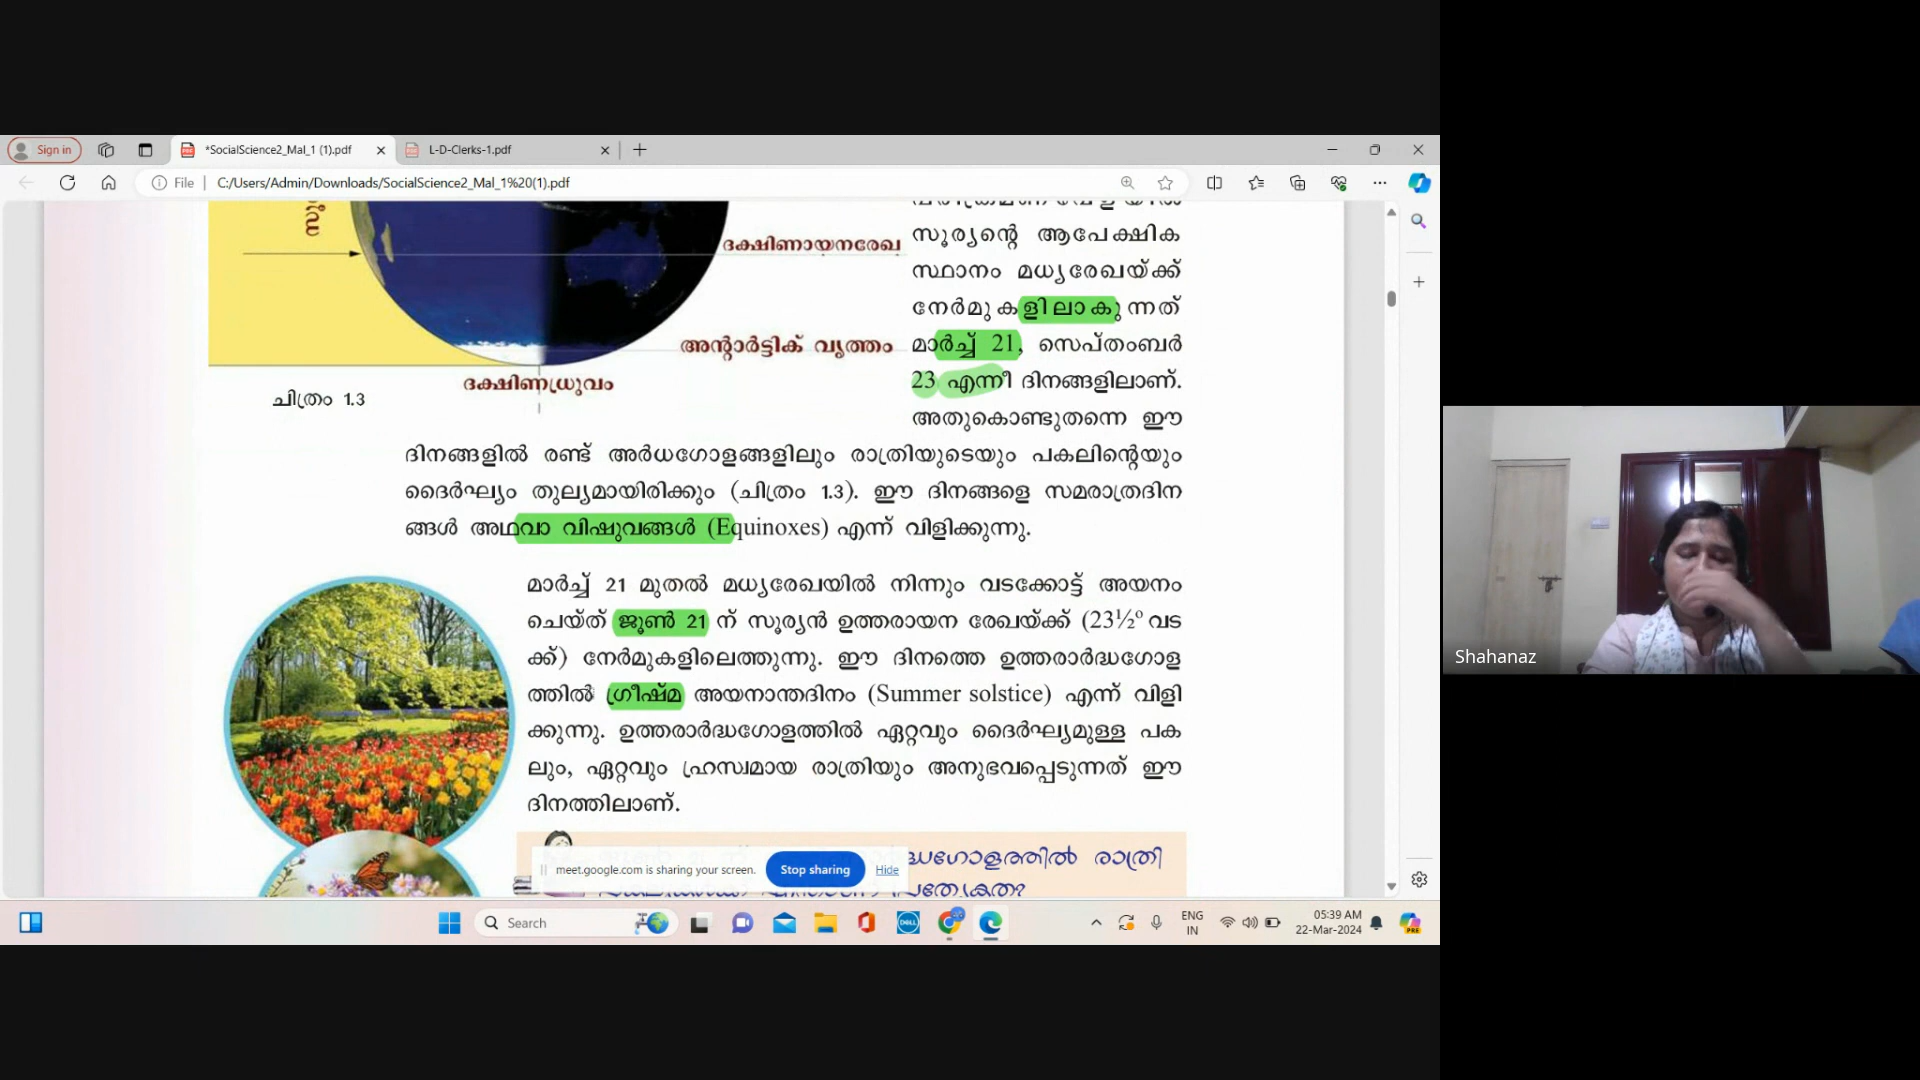 Sign in
*SocialScience2_Mal_1 (1).pdf
L-D-Clerks-1.pdf
File
C:/Users/Admin/Downloads/SocialScience2_Mal_1%20(1).pdf
ദക്ഷിണായനരേഖ
അന്റാർട്ടിക് വൃത്തം
ദക്ഷിണധ്രുവം
ചിത്രം 1.3
സൂര്യന്റെ ആപേക്ഷിക
സ്ഥാനം മധ്യരേഖയ്ക്ക്
നേർമുകളിലാകുന്നത്
മാർച്ച് 21, സെപ്തംബർ
23 എന്നീ ദിനങ്ങളിലാണ്.
അതുകൊണ്ടുതന്നെ ഈ
ദിനങ്ങളിൽ രണ്ട് അർധഗോളങ്ങളിലും രാത്രിയുടെയും പകലിന്റെയും
ദൈർഘ്യം തുല്യമായിരിക്കും (ചിത്രം 1.3). ഈ ദിനങ്ങളെ സമരാത്രദിന
ങ്ങൾ അഥവാ വിഷുവങ്ങൾ (Equinoxes) എന്ന് വിളിക്കുന്നു.
മാർച്ച് 21 മുതൽ മധ്യരേഖയിൽ നിന്നും വടക്കോട്ട് അയനം
ചെയ്ത് ജൂൺ 21 ന് സൂര്യൻ ഉത്തരായന രേഖയ്ക്ക് (23½° വട
ക്ക്) നേർമുകളിലെത്തുന്നു. ഈ ദിനത്തെ ഉത്തരാർദ്ധഗോള
ത്തിൽ ഗ്രീഷ്മ അയനാന്തദിനം (Summer solstice) എന്ന് വിളി
ക്കുന്നു. ഉത്തരാർദ്ധഗോളത്തിൽ ഏറ്റവും ദൈർഘ്യമുള്ള പക
ലും, ഏറ്റവും ഹ്രസ്വമായ രാത്രിയും അനുഭവപ്പെടുന്നത് ഈ
ദിനത്തിലാണ്.
രാത്രി
meet.google.com is sharing your screen.
Stop sharing
Hide
Search
ENG
IN
05:39 AM
22-Mar-2024
Shahanaz